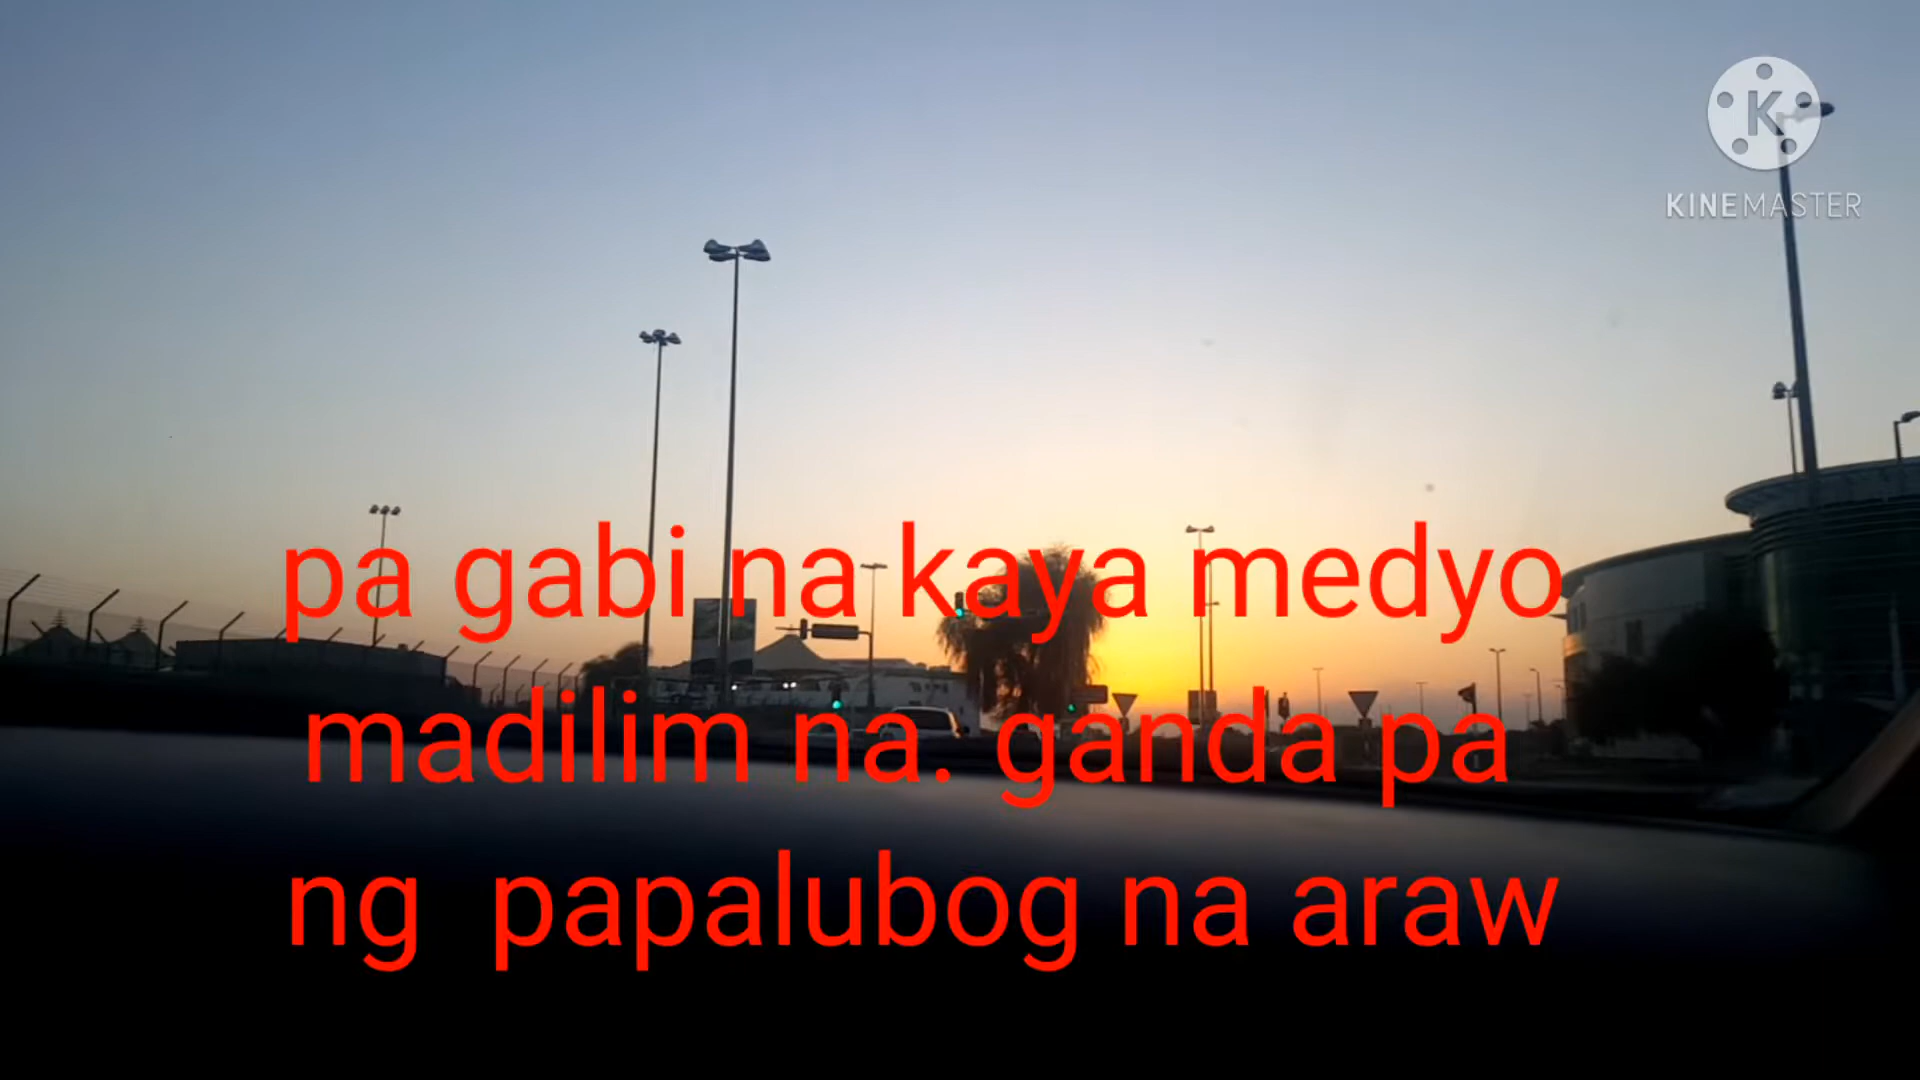 K
KINEMASTER
pa gabi na kaya medyo
madilim na. ganda pa
ng  papalubog na araw